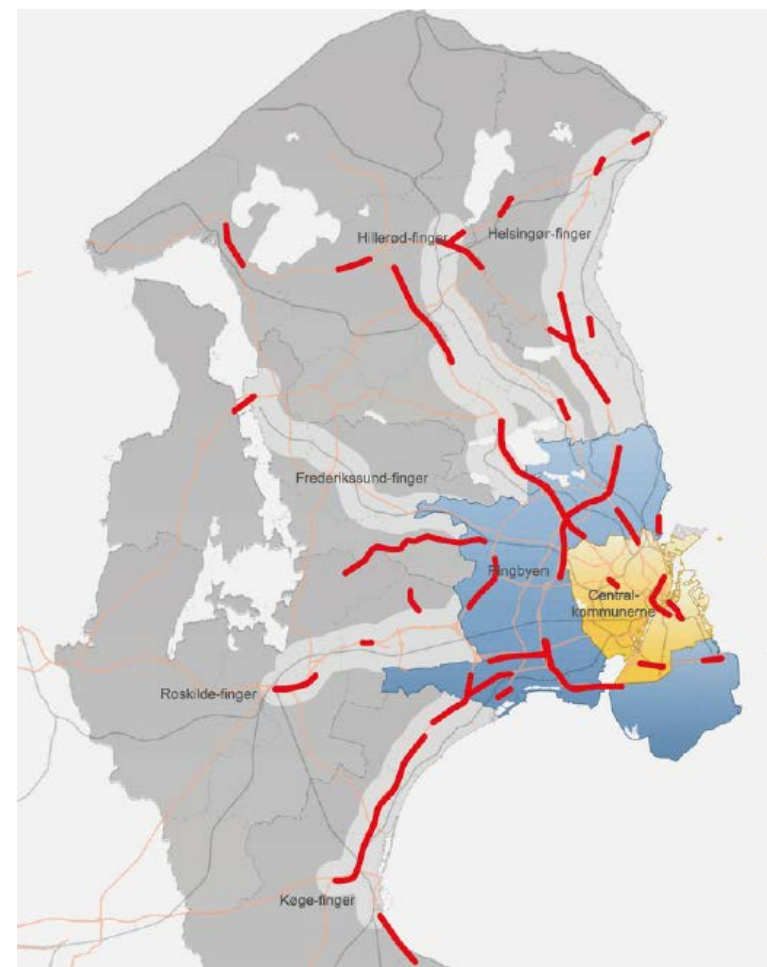 Hillerød-finger
Helsingør-finger
Frederikssund-finger
Ringbyen
Central-
kommunerne
Roskilde-finger
Køge-finger